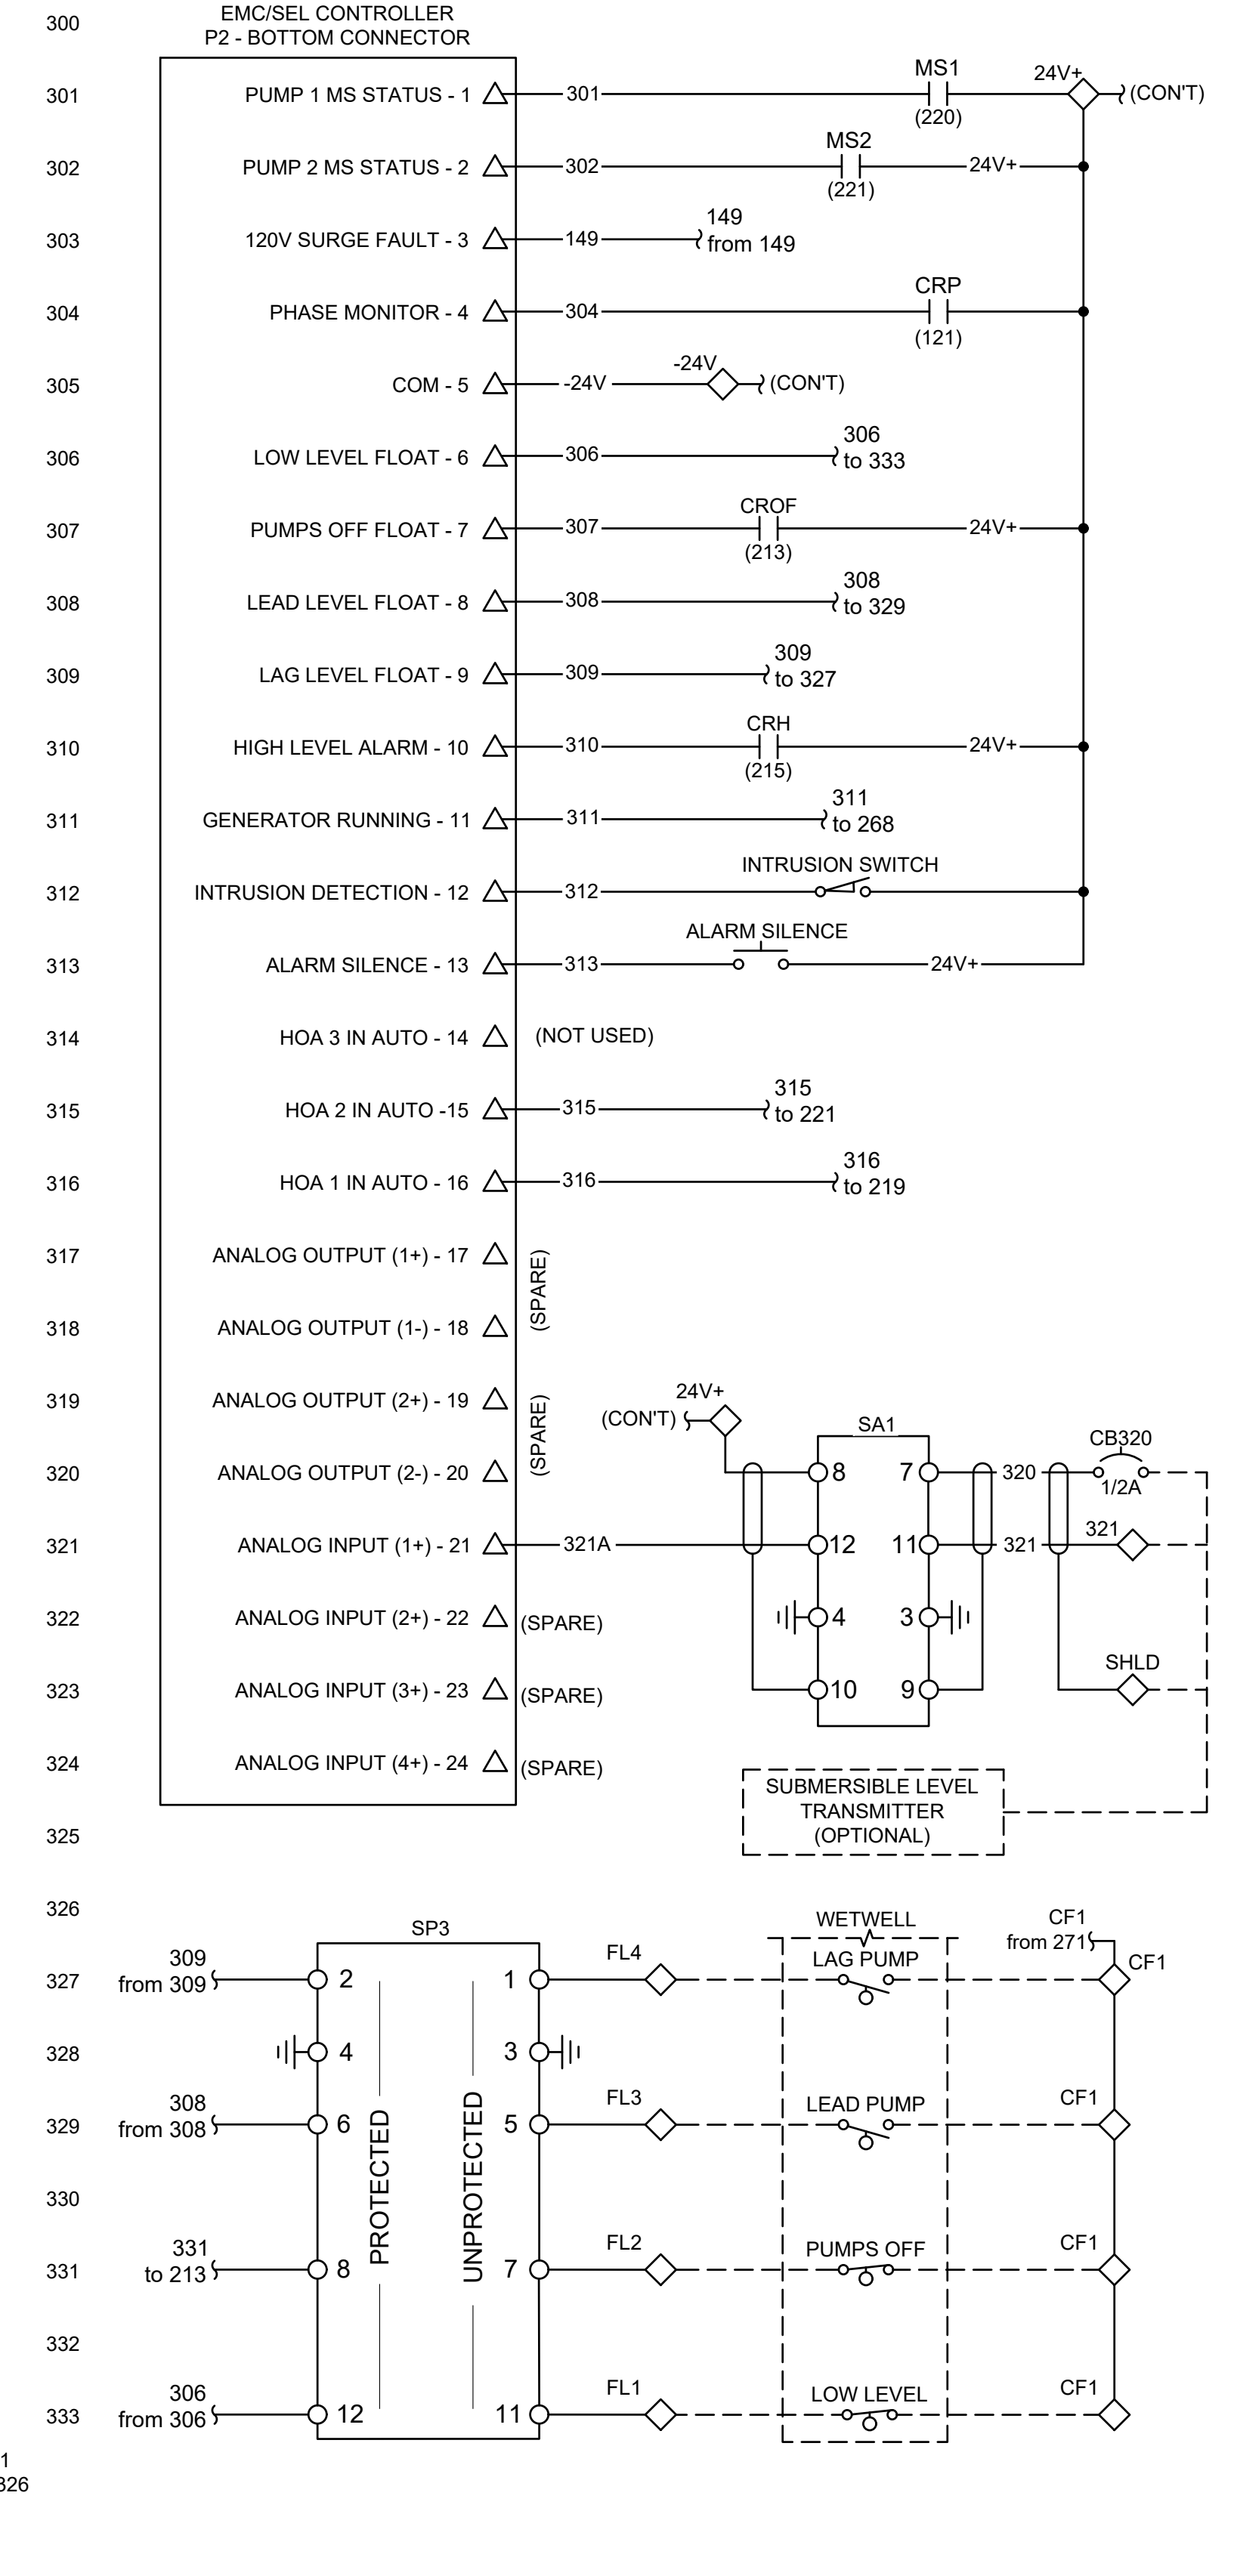 300
EMC/SEL CONTROLLER
P2 - BOTTOM CONNECTOR
301
PUMP 1 MS STATUS - 1
301
MS1
(220)
24V+
(CON'T)
302
PUMP 2 MS STATUS - 2
302
MS2
(221)
24V+
303
120V SURGE FAULT - 3
149
149
from 149
304
PHASE MONITOR - 4
304
CRP
(121)
305
COM - 5
-24V
-24V
(CON'T)
306
LOW LEVEL FLOAT - 6
306
306
to 333
307
PUMPS OFF FLOAT - 7
307
CROF
(213)
24V+
308
LEAD LEVEL FLOAT - 8
308
308
to 329
309
LAG LEVEL FLOAT - 9
309
309
to 327
310
HIGH LEVEL ALARM - 10
310
CRH
(215)
24V+
311
GENERATOR RUNNING - 11
311
311
to 268
312
INTRUSION DETECTION - 12
312
INTRUSION SWITCH
313
ALARM SILENCE - 13
313
ALARM SILENCE
24V+
314
HOA 3 IN AUTO - 14
(NOT USED)
315
HOA 2 IN AUTO -15
315
315
to 221
316
HOA 1 IN AUTO - 16
316
316
to 219
317
ANALOG OUTPUT (1+) - 17
(SPARE)
318
ANALOG OUTPUT (1-) - 18
319
ANALOG OUTPUT (2+) - 19
(SPARE)
24V+
(CON'T)
SA1
CB320
320
ANALOG OUTPUT (2-) - 20
8
7
320
1/2A
321
ANALOG INPUT (1+) - 21
321A
12
11
321
321
322
ANALOG INPUT (2+) - 22
(SPARE)
4
3
323
ANALOG INPUT (3+) - 23
(SPARE)
10
9
SHLD
324
ANALOG INPUT (4+) - 24
(SPARE)
SUBMERSIBLE LEVEL
TRANSMITTER
(OPTIONAL)
325
326
SP3
WETWELL
CF1
from 271
327
309
from 309
2
1
FL4
LAG PUMP
CF1
328
4
3
329
308
from 308
6
5
FL3
LEAD PUMP
CF1
PROTECTED
UNPROTECTED
330
331
331
to 213
8
7
FL2
PUMPS OFF
CF1
332
333
306
from 306
12
11
FL1
LOW LEVEL
CF1
1
326